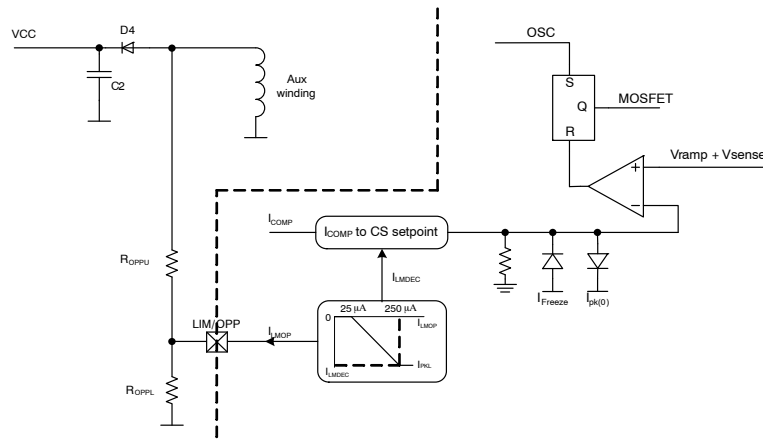 OSC
D4
VCC
C2
Aux
winding
S
Q
R
MOSFET
Vramp + Vsense
+
−
I_COMP
I_COMP to CS setpoint
R_OPPU
I_LMDEC
I_Freeze
I_pk(0)
25 µA 250 µA
0
I_LMOP
LIM/OPP
I_LMOP
I_LMDEC
I_PKL
R_OPPL